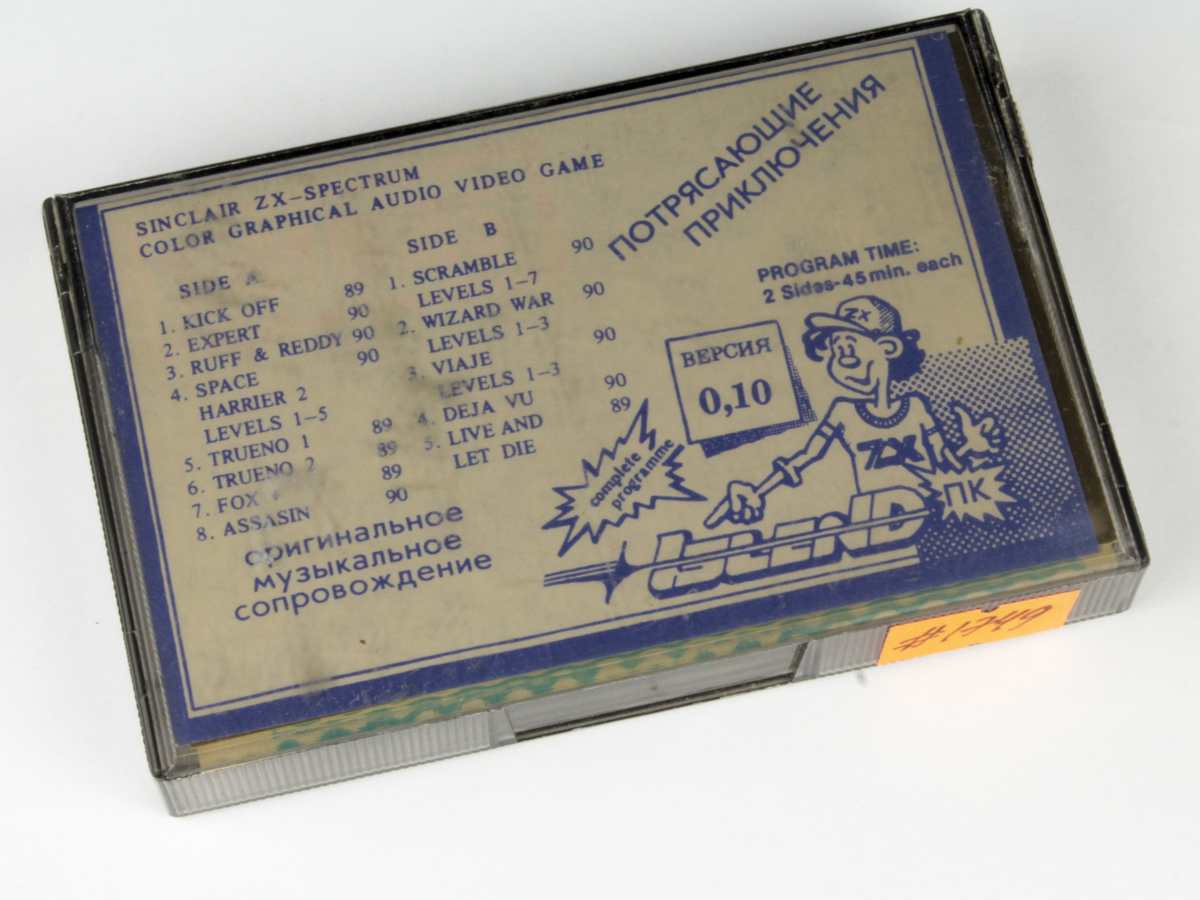 SINCLAIR ZX-SPECTRUM
COLOR GRAPHICAL AUDIO VIDEO GAME
SIDE A
1. KICK OFF 89
2. EXPERT 90
3. RUFF & REDDY 90
4. SPACE 90
HARRIER 2
LEVELS 1-5
5. TRUENO 1 89
6. TRUENO 2 89
7. FOX 89
8. ASSASIN 90
SIDE B
1. SCRAMBLE 90
LEVELS 1-7
2. WIZARD WAR 90
LEVELS 1-3
3. VIAJE 90
LEVELS 1-3
4. DEJA VU 90
5. LIVE AND 89
LET DIE
оригинальное
музыкальное
сопровождение
ПОТРЯСАЮЩИЕ
ПРИКЛЮЧЕНИЯ
PROGRAM TIME:
2 Sides-45 min. each
ВЕРСИЯ
0,10
ZX
ZX
complete
programme
ПК
#1349